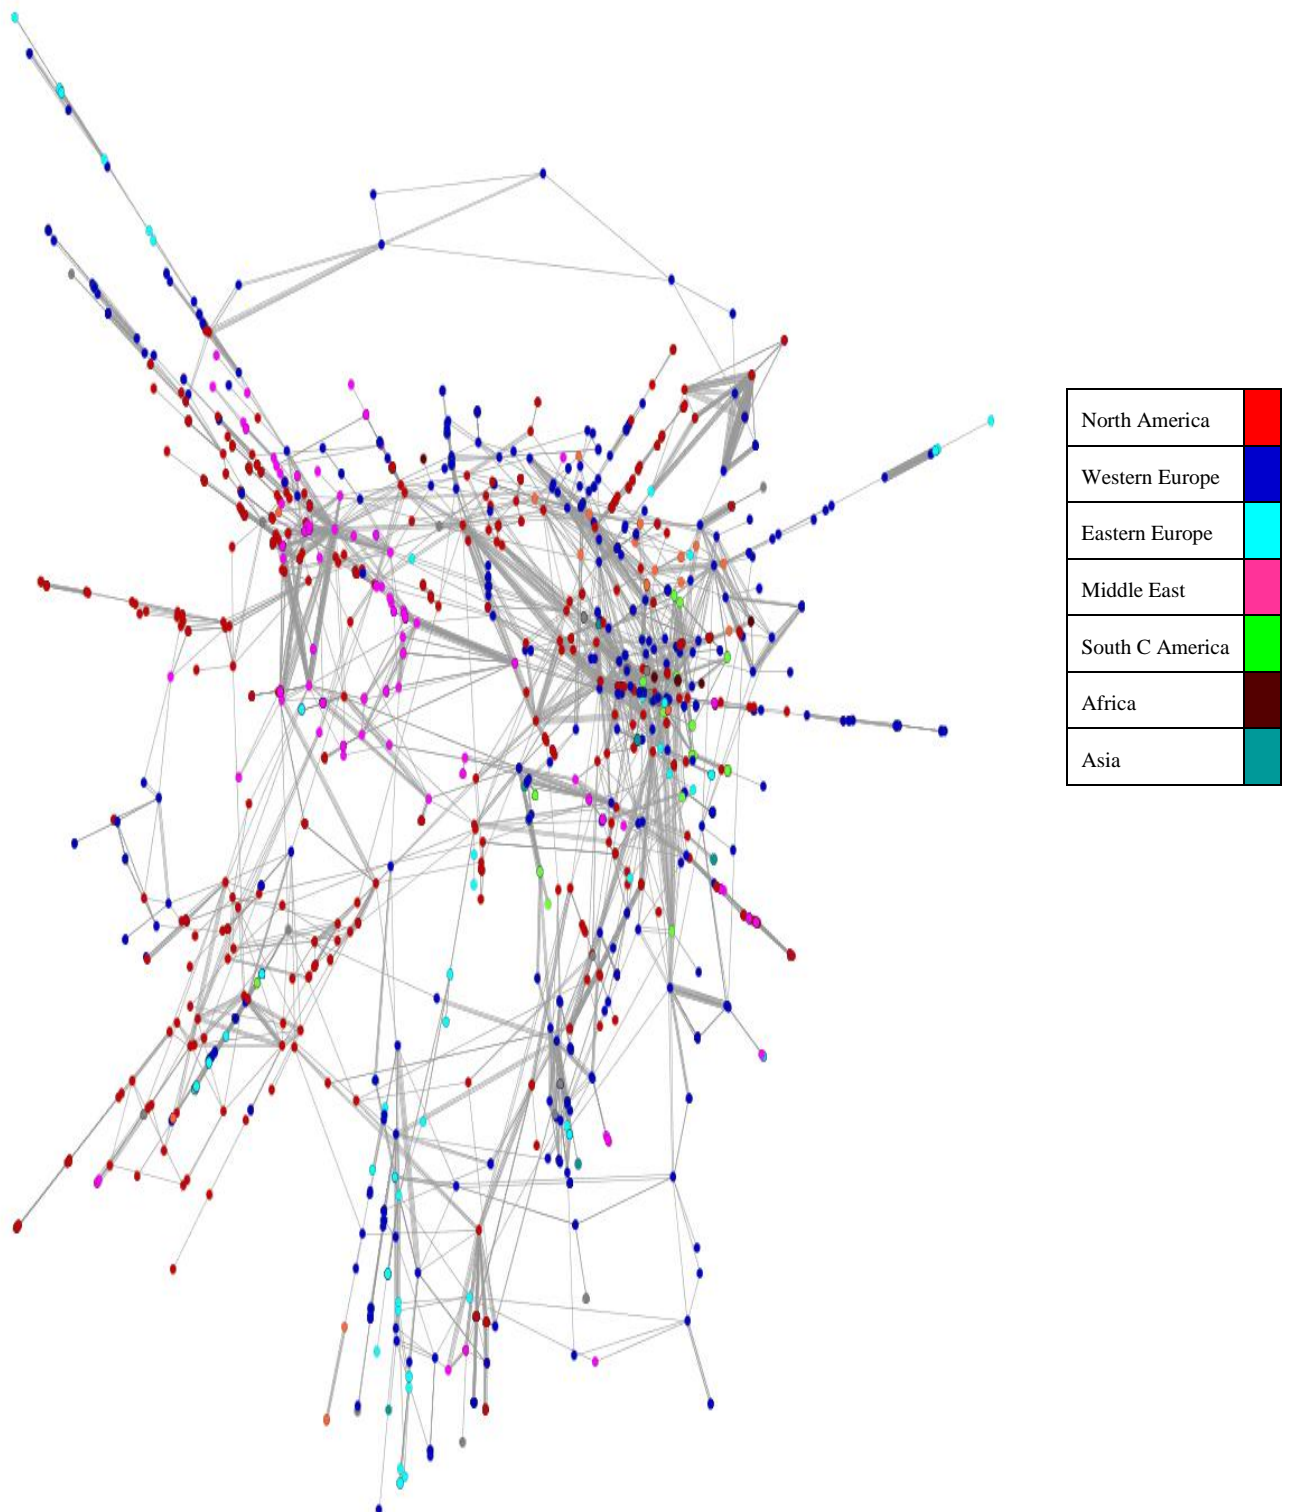 North America
Western Europe
Eastern Europe
Middle East
South C America
Africa
Asia